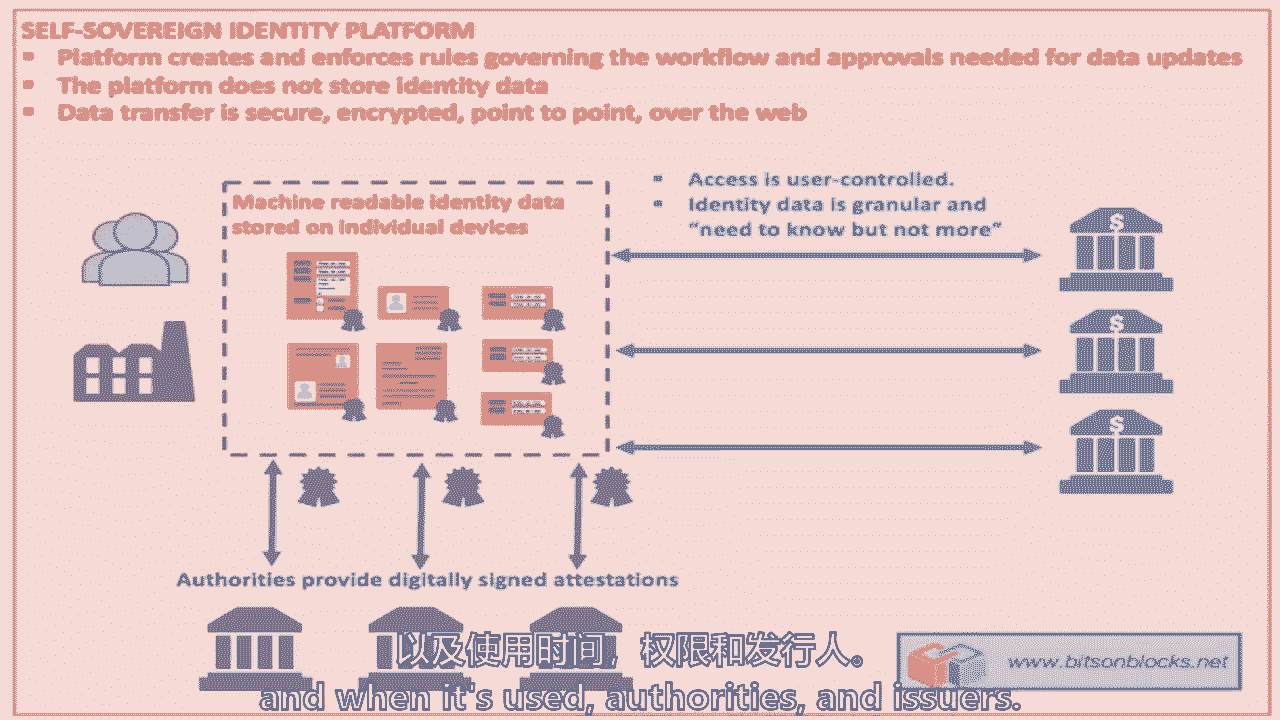 SELF-SOVEREIGN IDENTITY PLATFORM
▪ Platform creates and enforces rules governing the workflow and approvals needed for data updates
▪ The platform does not store identity data
▪ Data transfer is secure, encrypted, point to point, over the web
▪ Access is user-controlled.
▪ Identity data is granular and
“need to know but not more”
Machine readable identity data
stored on individual devices
$
$
$
Authorities provide digitally signed attestations
以及使用时间，权限和发行人。
www.bitsonblocks.net
and when it's used, authorities, and issuers.